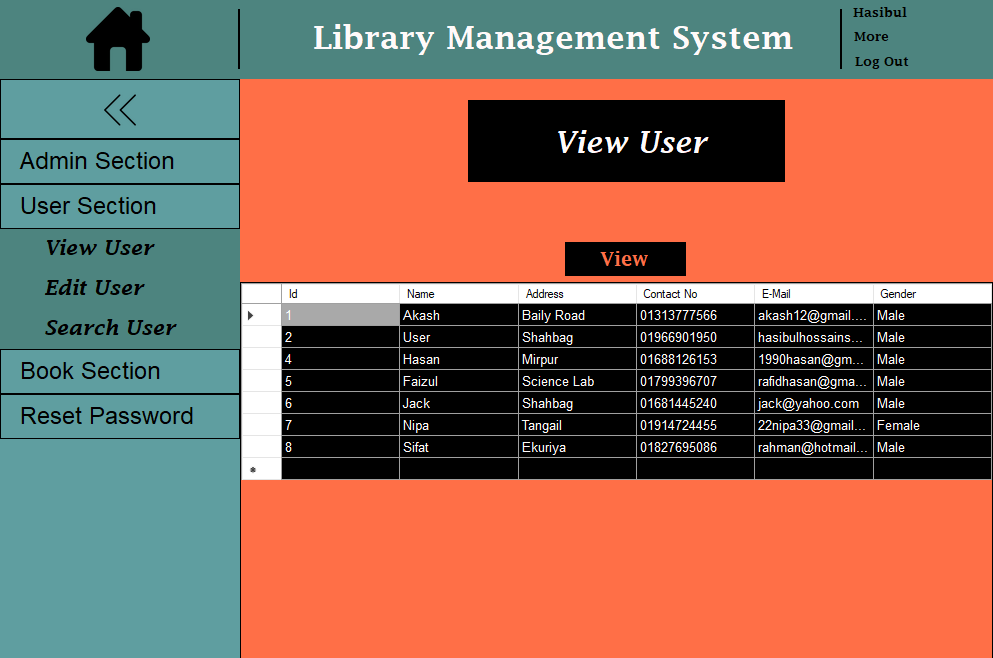 Library Management System
Hasibul
More
Log Out
Admin Section
User Section
View User
Edit User
Search User
Book Section
Reset Password
View User
View
Id Name Address Contact No E-Mail Gender
1 Akash Baily Road 01313777566 akash12@gmail.... Male
2 User Shahbag 01966901950 hasibulhossains... Male
4 Hasan Mirpur 01688126153 1990hasan@gm... Male
5 Faizul Science Lab 01799396707 rafidhasan@gma... Male
6 Jack Shahbag 01681445240 jack@yahoo.com Male
7 Nipa Tangail 01914724455 22nipa33@gmail... Female
8 Sifat Ekuriya 01827695086 rahman@hotmail... Male